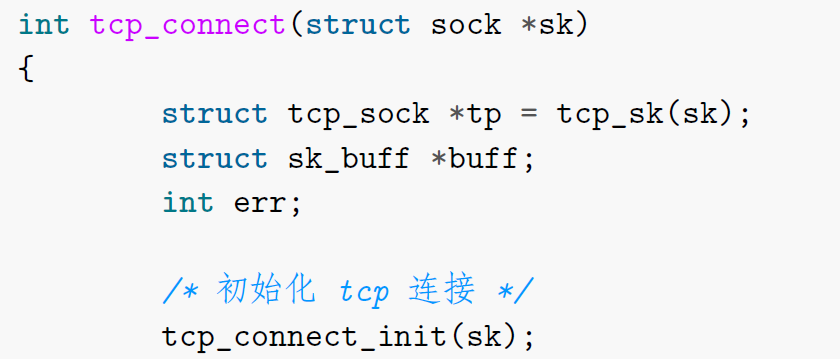 int tcp_connect(struct sock *sk)
{
struct tcp_sock *tp = tcp_sk(sk);
struct sk_buff *buff;
int err;
/* 初始化 tcp 连接 */
tcp_connect_init(sk);